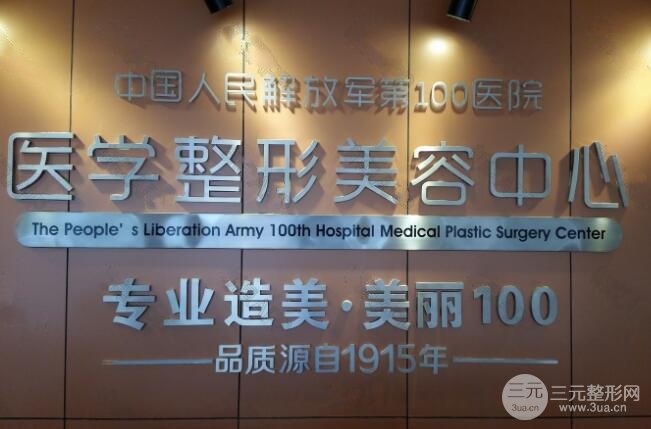 中国人民解放军第100医院
医学整形美容中心
The People’s Liberation Army 100th Hospital Medical Plastic Surgery Center
专业造美·美丽100
品质源自1915年
三元
3ua.cn
三元整形网
www.3ua.cn